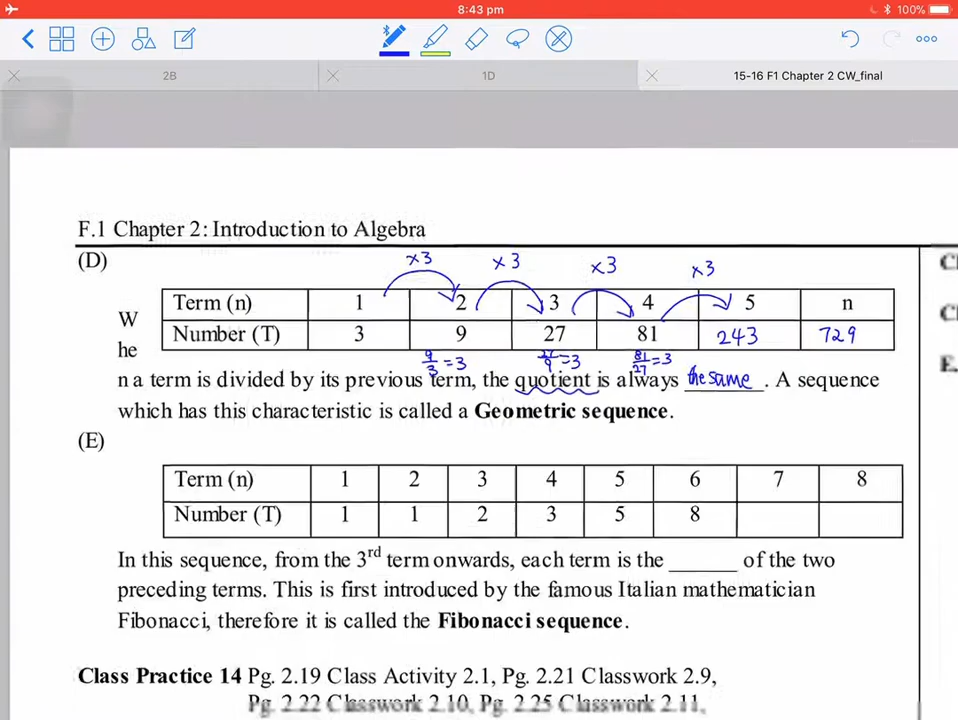 8:43 pm
100%
2B
1D
15-16 F1 Chapter 2 CW_final
F.1 Chapter 2: Introduction to Algebra
(D)
×3 ×3 ×3 ×3
Term (n) 1 2 3 4 5 n
Number (T) 3 9 27 81 243 729
W
he
9/3 = 3 27/9 = 3 81/27 = 3
n a term is divided by its previous term, the quotient is always the same. A sequence
which has this characteristic is called a Geometric sequence.
(E)
Term (n) 1 2 3 4 5 6 7 8
Number (T) 1 1 2 3 5 8
In this sequence, from the 3rd term onwards, each term is the ______ of the two
preceding terms. This is first introduced by the famous Italian mathematician
Fibonacci, therefore it is called the Fibonacci sequence.
Class Practice 14 Pg. 2.19 Class Activity 2.1, Pg. 2.21 Classwork 2.9,
Pg. 2.22 Classwork 2.10, Pg. 2.25 Classwork 2.11,